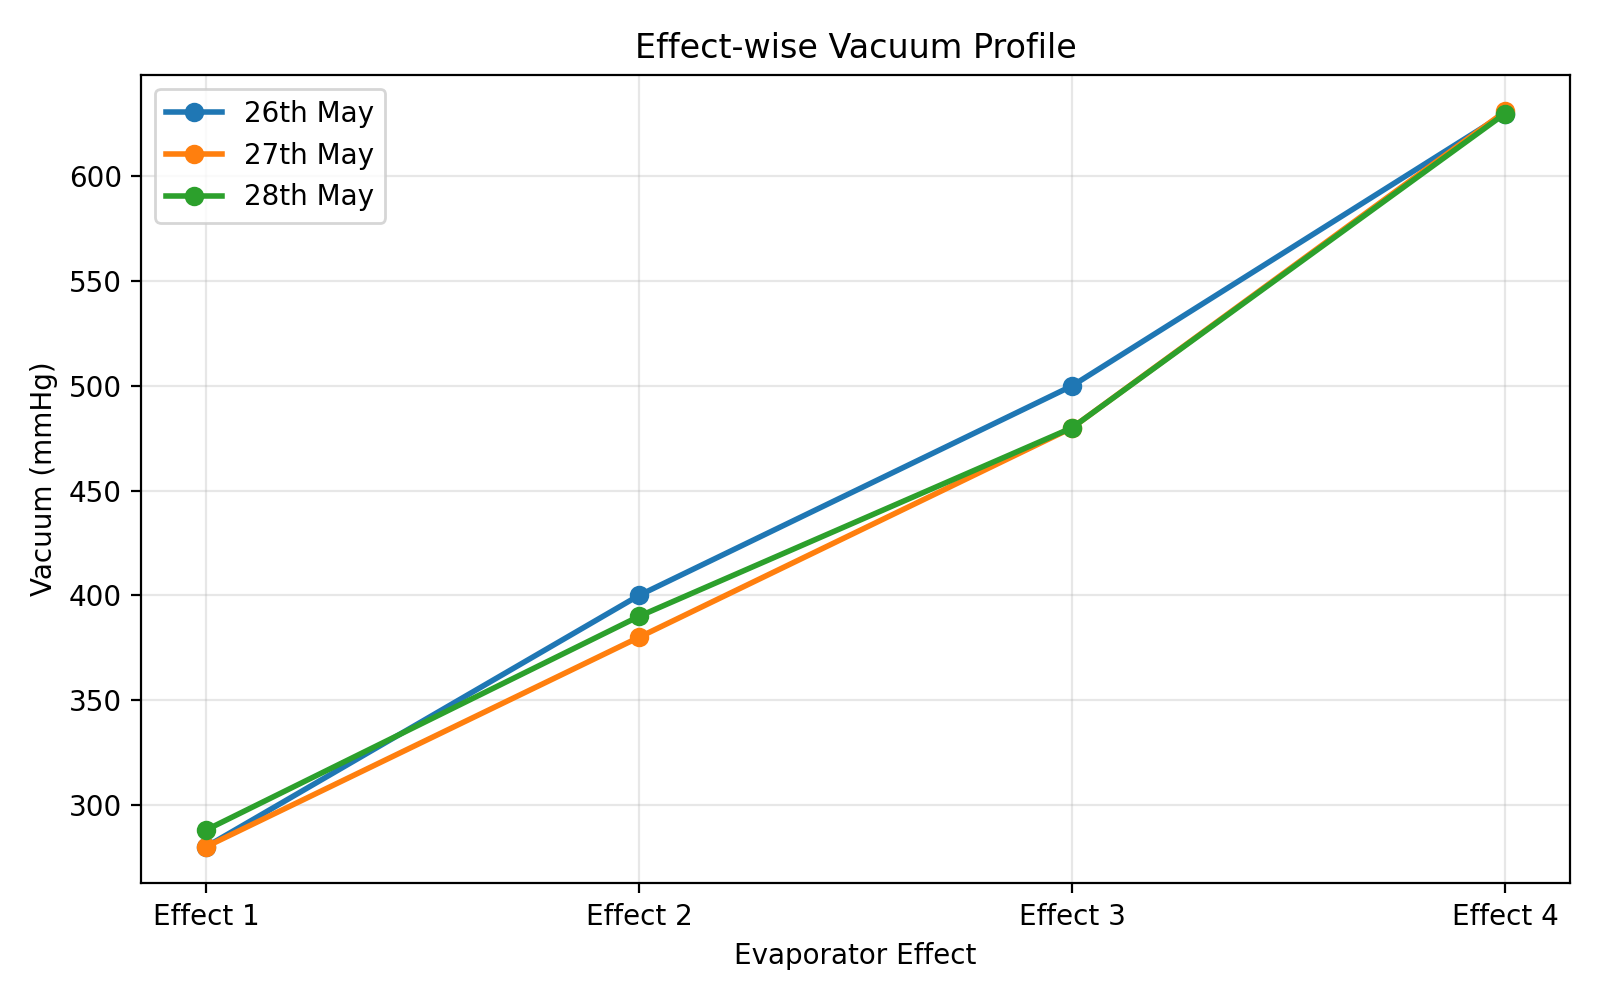 Effect-wise Vacuum Profile
26th May
27th May
28th May
600
550
500
450
400
350
300
Vacuum (mmHg)
Effect 1
Effect 2
Effect 3
Effect 4
Evaporator Effect